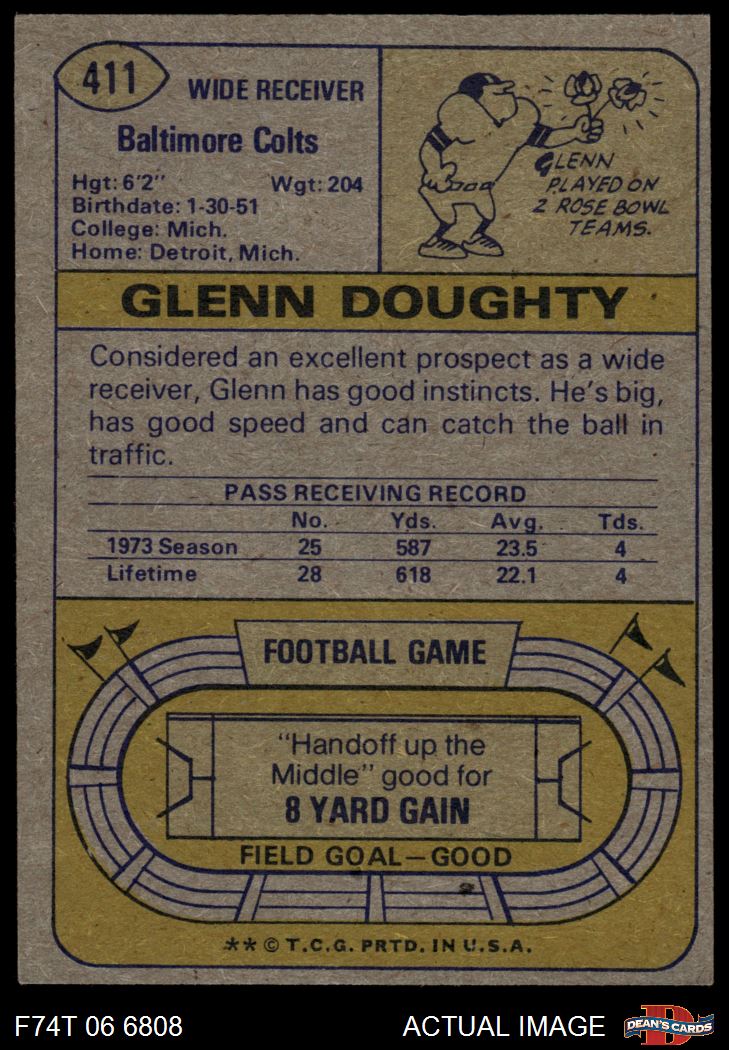 411
WIDE RECEIVER
Baltimore Colts
Hgt: 6'2" Wgt: 204
Birthdate: 1-30-51
College: Mich.
Home: Detroit, Mich.
GLENN
PLAYED ON
2 ROSE BOWL
TEAMS.
GLENN DOUGHTY
Considered an excellent prospect as a wide
receiver, Glenn has good instincts. He's big,
has good speed and can catch the ball in
traffic.
PASS RECEIVING RECORD
No. Yds. Avg. Tds.
1973 Season 25 587 23.5 4
Lifetime 28 618 22.1 4
FOOTBALL GAME
"Handoff up the
Middle" good for
8 YARD GAIN
FIELD GOAL—GOOD
** © T.C.G. PRTD. IN U.S.A.
F74T 06 6808 ACTUAL IMAGE
D
DEAN'S CARDS